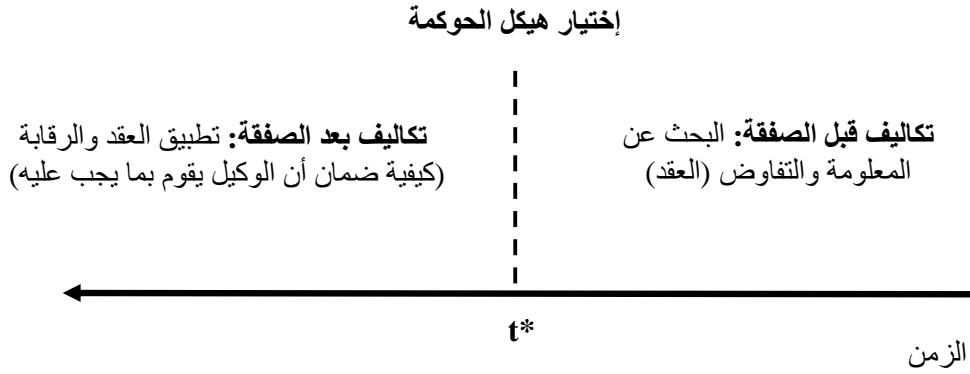 إختيار هيكل الحوكمة
تكاليف قبل الصفقة: البحث عن
المعلومة والتفاوض (العقد)
تكاليف بعد الصفقة: تطبيق العقد والرقابة
(كيفية ضمان أن الوكيل يقوم بما يجب عليه)
t*
الزمن